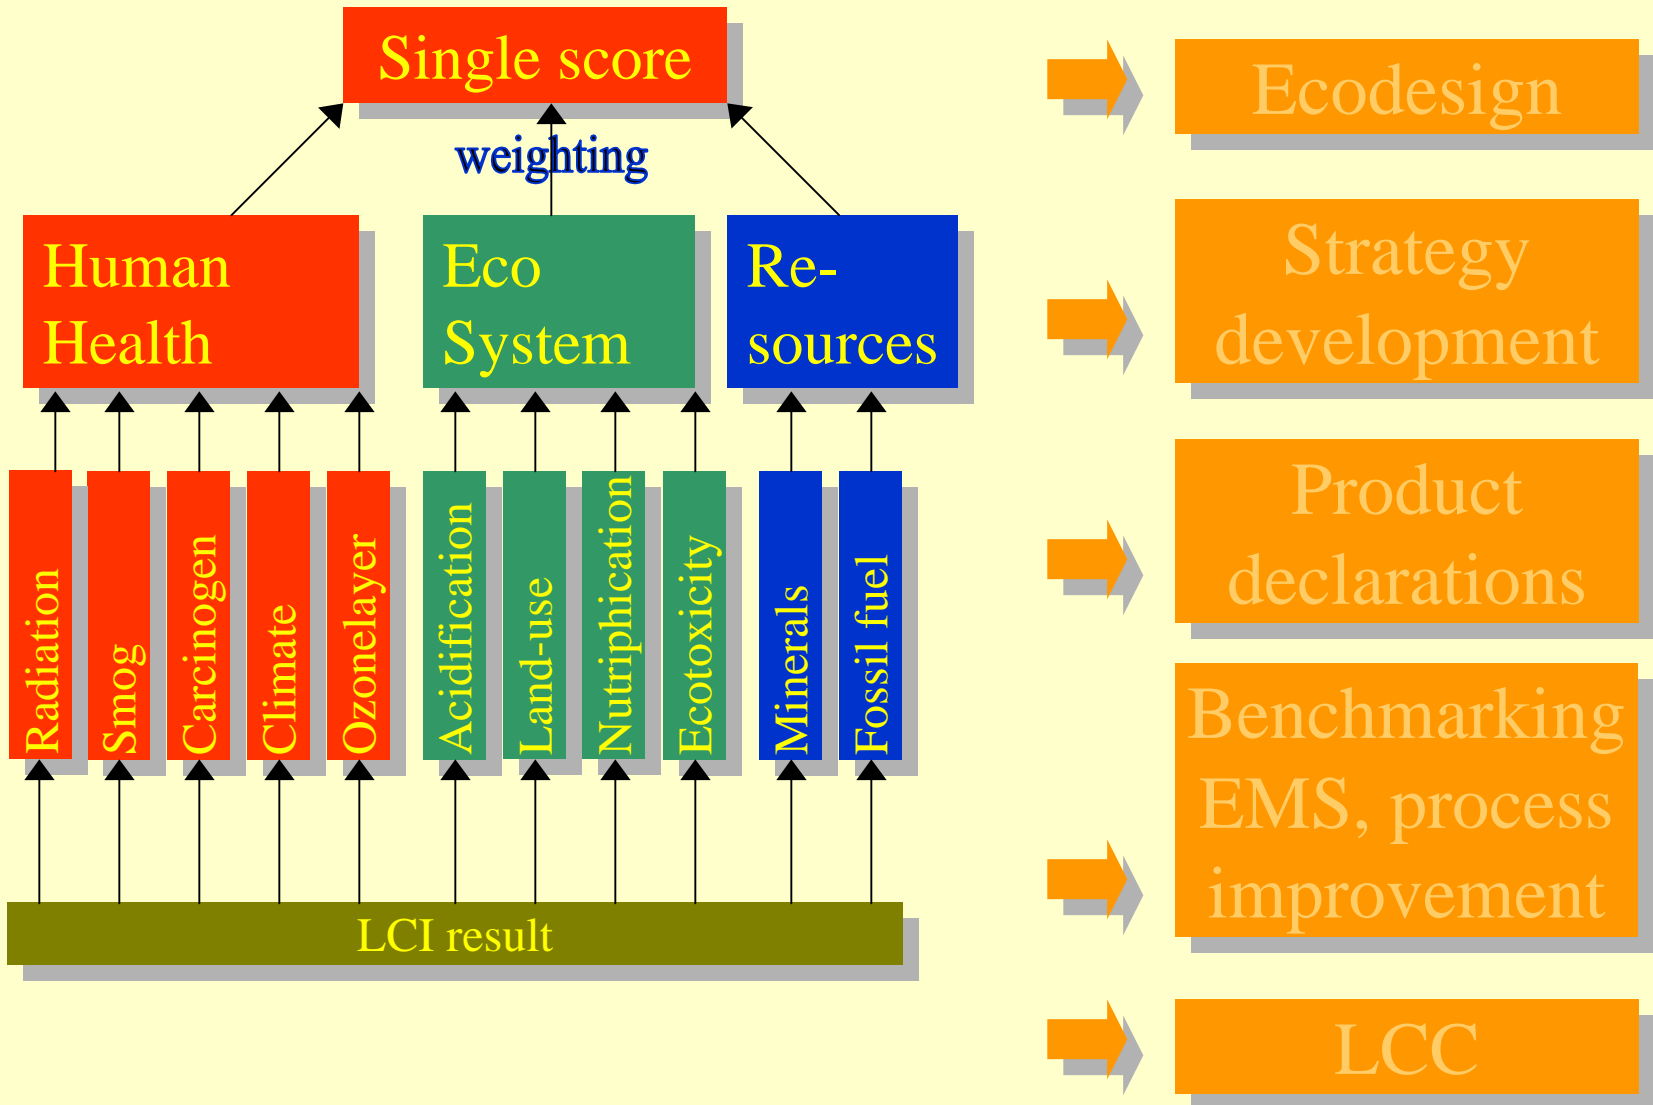 Single score
weighting
Human
Health
Eco
System
Re-
sources
Radiation
Smog
Carcinogen
Climate
Ozonelayer
Acidification
Land-use
Nutriphication
Ecotoxicity
Minerals
Fossil fuel
LCI result
Ecodesign
Strategy
development
Product
declarations
Benchmarking
EMS, process
improvement
LCC